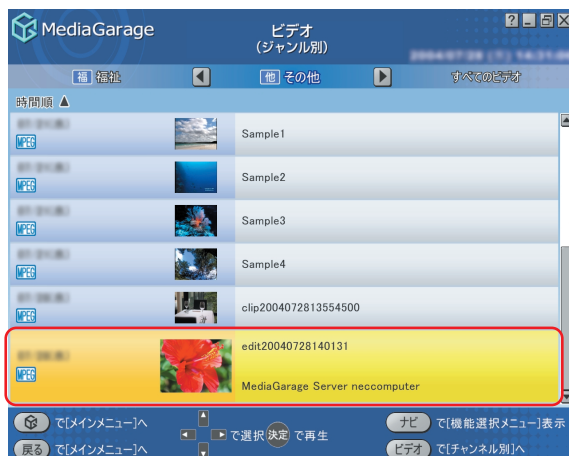 MediaGarage
ビデオ
(ジャンル別)
福 福祉
他 その他
すべてのビデオ
時間順
MPEG
Sample1
MPEG
Sample2
MPEG
Sample3
MPEG
Sample4
MPEG
clip2004072813554500
MPEG
edit20040728140131
MediaGarage Server neccomputer
で[メインメニュー]へ
で選択 決定 で再生
ナビ で[機能選択メニュー]表示
戻る で[メインメニュー]へ
ビデオ で[チャンネル別]へ